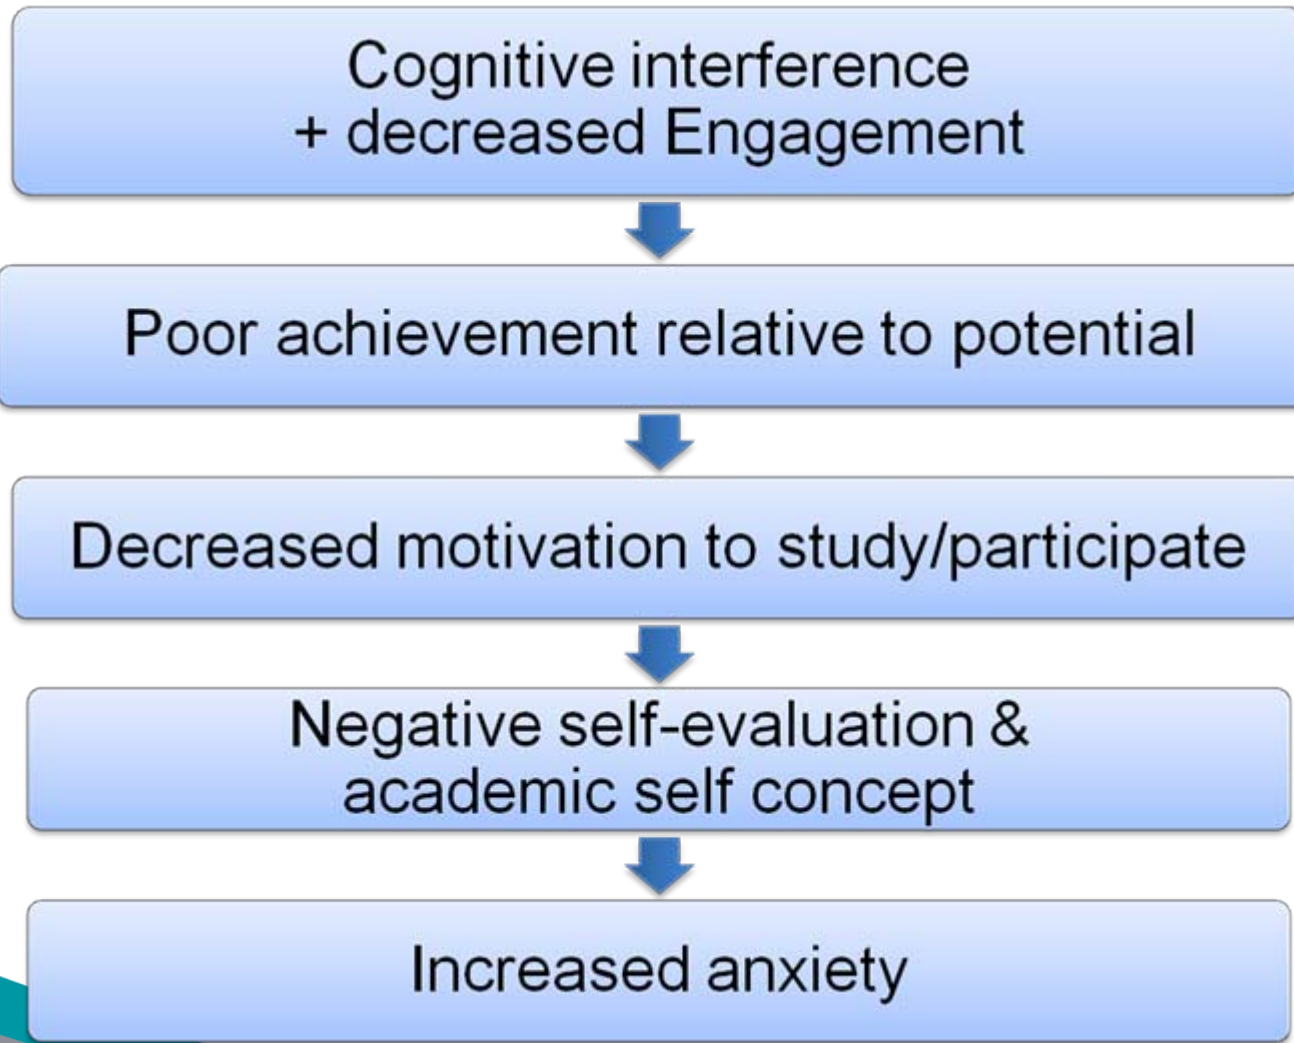 Cognitive interference
+ decreased Engagement
Poor achievement relative to potential
Decreased motivation to study/participate
Negative self-evaluation &
academic self concept
Increased anxiety